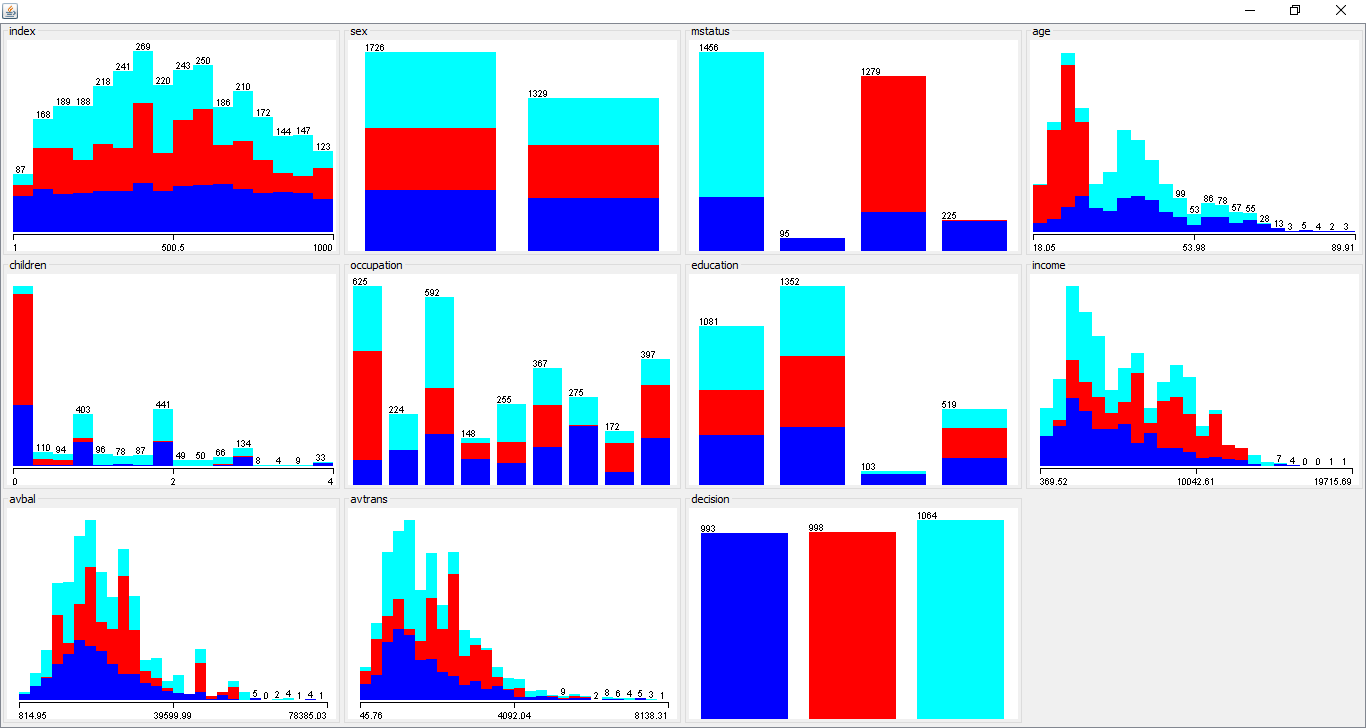 index
87 168 189 188 218 241 269 220 243 250 186 210 172 144 147 123
1 500.5 1000
sex
1726 1329
mstatus
1456 95 1279 225
age
99 53 86 78 57 55 28 13 3 5 4 2 3
18.05 53.98 89.91
children
110 94 403 96 78 87 441 49 50 66 134 8 4 9 33
0 2 4
occupation
625 224 592 148 255 367 275 172 397
education
1081 1352 103 519
income
7 4 0 0 1 1
369.52 10042.61 19715.69
avbal
5 0 2 4 1 4 1
814.95 39599.99 78385.03
avtrans
9 2 8 6 4 5 3 1
45.76 4092.04 8138.31
decision
993 998 1064